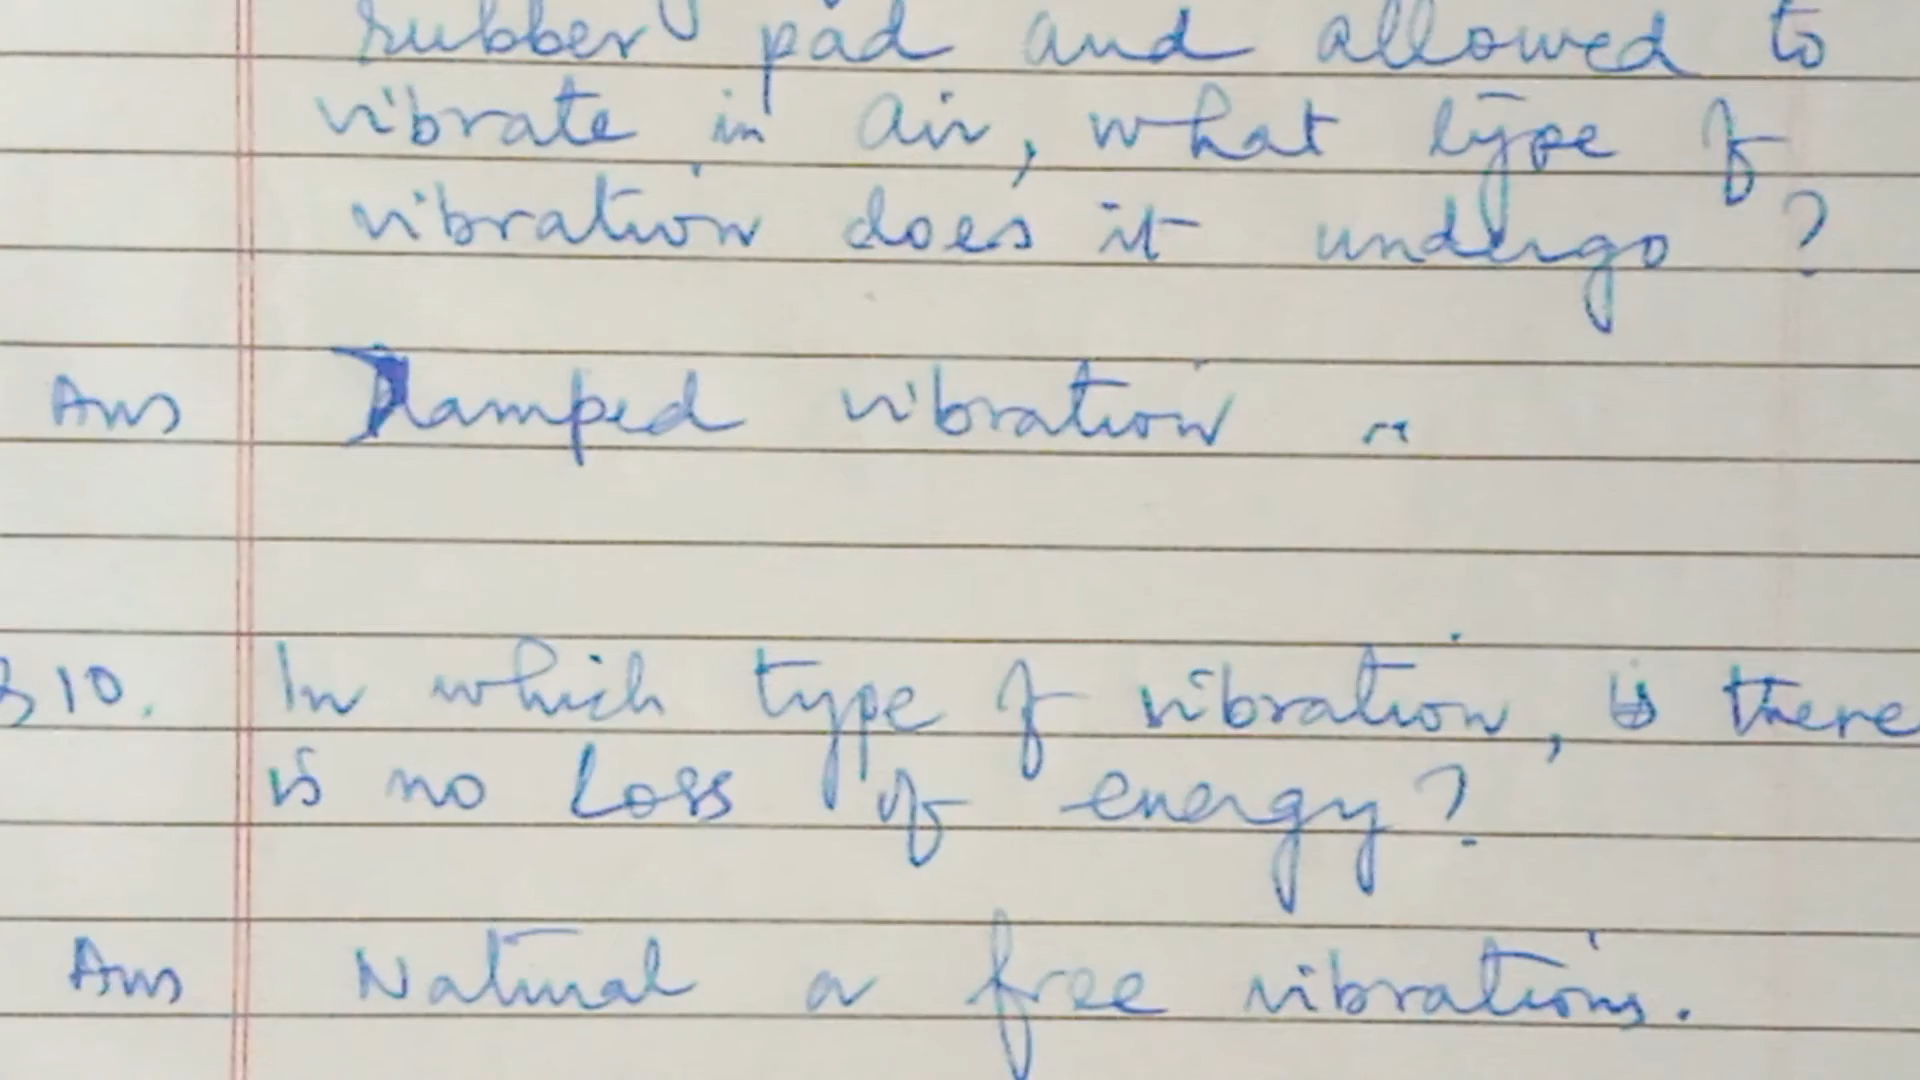 rubber pad and allowed to
vibrate in air, what type of
vibration does it undergo ?
Ans Damped vibration
10. In which type of vibration, is there
is no Loss of energy?
Ans Natural or free vibrations.